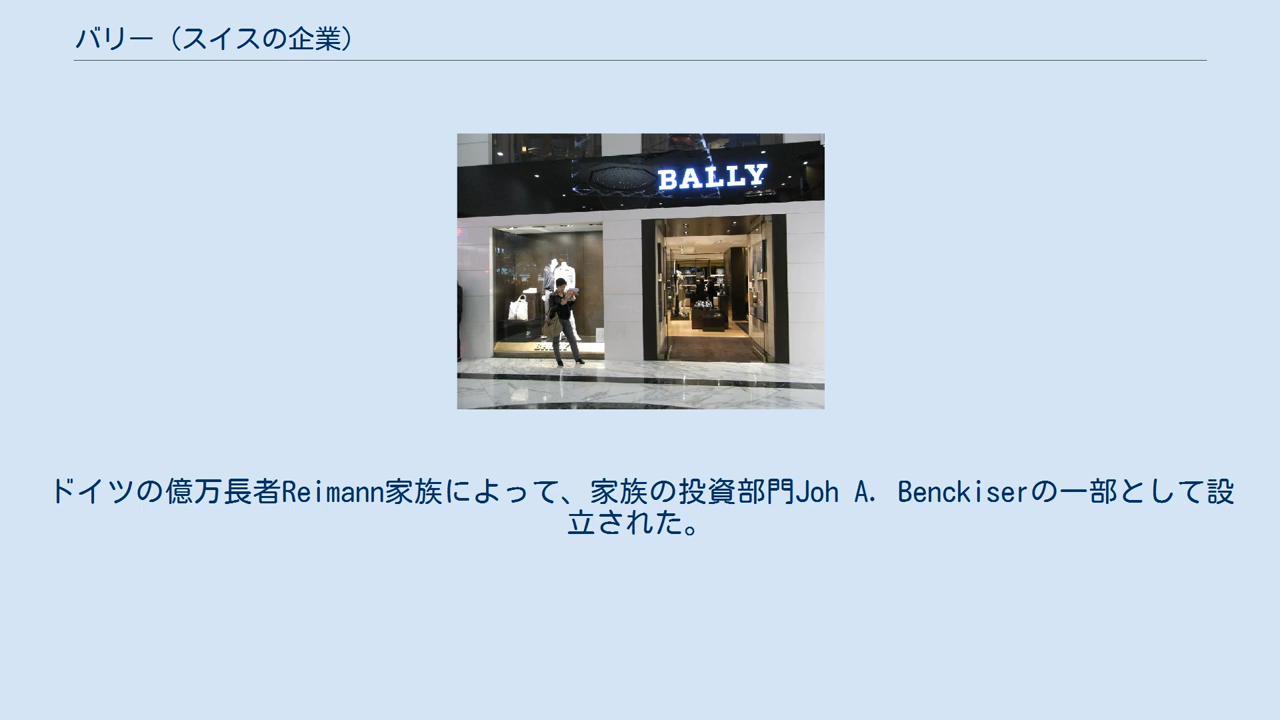 バリー（スイスの企業）
BALLY
ドイツの億万長者Reimann家族によって、家族の投資部門Joh A. Benckiserの一部として設
立された。